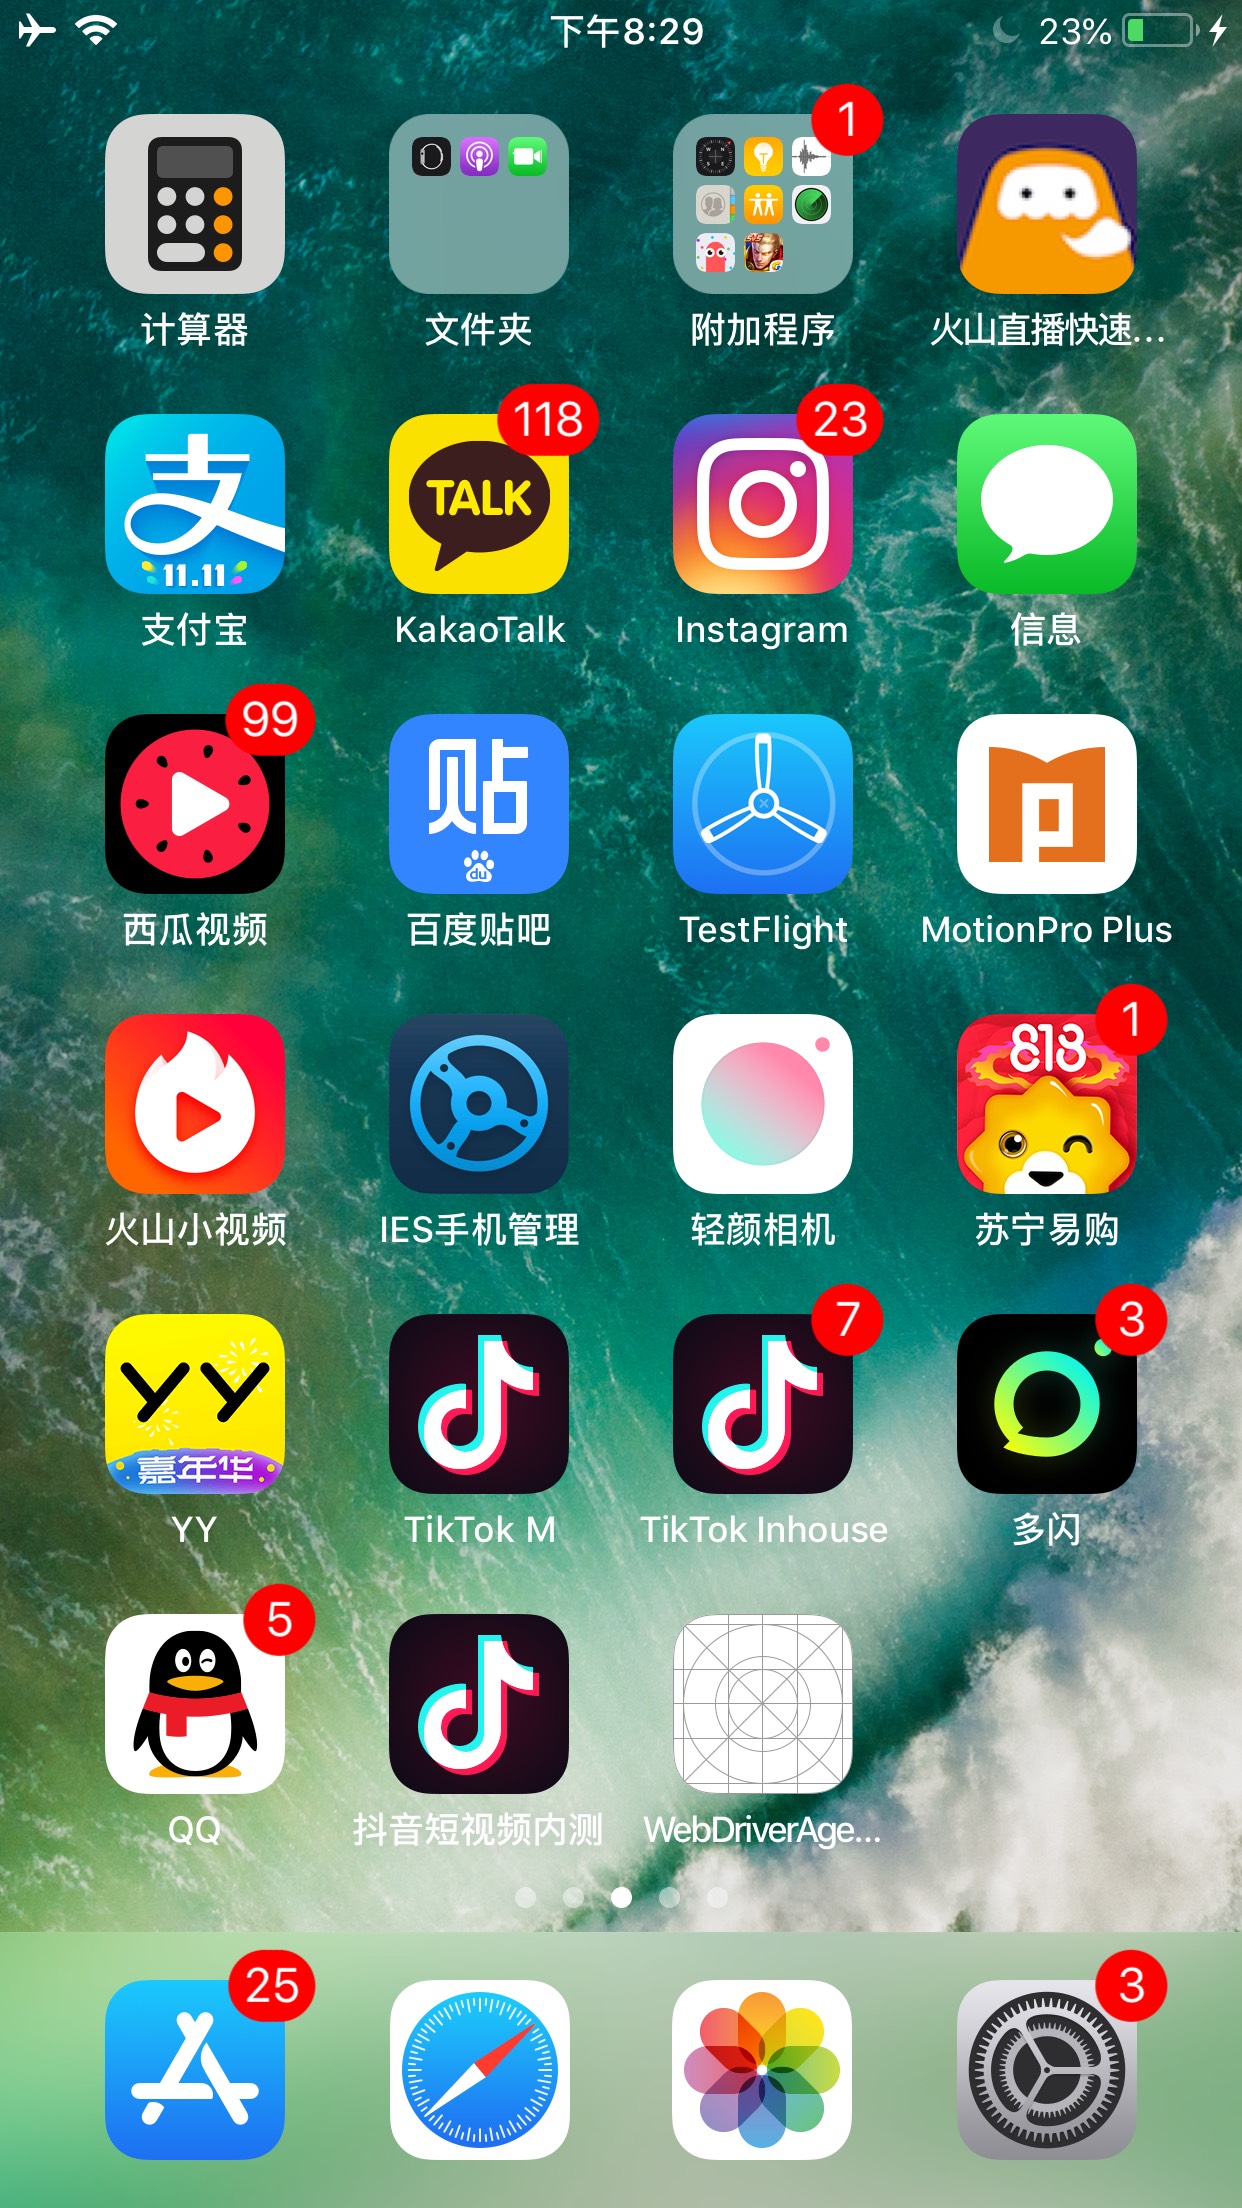 下午8:29
23%
1
计算器
文件夹
附加程序
火山直播快速...
118
23
支
TALK
11.11
支付宝
KakaoTalk
Instagram
信息
99
贴
du
西瓜视频
百度贴吧
TestFlight
MotionPro Plus
1
818
火山小视频
IES手机管理
轻颜相机
苏宁易购
7
3
YY
嘉年华
YY
TikTok M
TikTok Inhouse
多闪
5
QQ
抖音短视频内测
WebDriverAge...
25
3